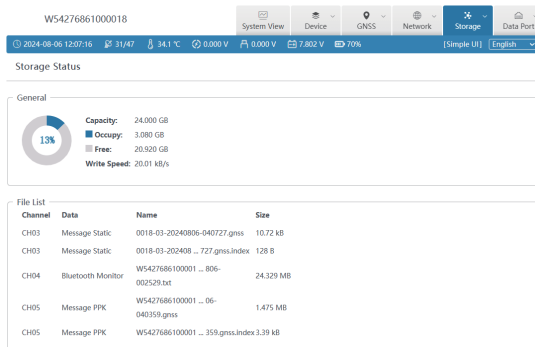 W54276861000018
System View
Device
GNSS
Network
Storage
Data Port
2024-08-06 12:07:16 31/47 34.1 ℃ 0.000 V 0.000 V 7.802 V 70% [Simple UI] English
Storage Status
General
13%
Capacity: 24.000 GB
Occupy: 3.080 GB
Free: 20.920 GB
Write Speed: 20.01 kB/s
File List
Channel Data Name Size
CH03 Message Static 0018-03-20240806-040727.gnss 10.72 kB
CH03 Message Static 0018-03-202408 ... 727.gnss.index 128 B
CH04 Bluetooth Monitor W5427686100001 ... 806-
002529.txt 24.329 MB
CH05 Message PPK W5427686100001 ... 06-
040359.gnss 1.475 MB
CH05 Message PPK W5427686100001 ... 359.gnss.index 3.39 kB